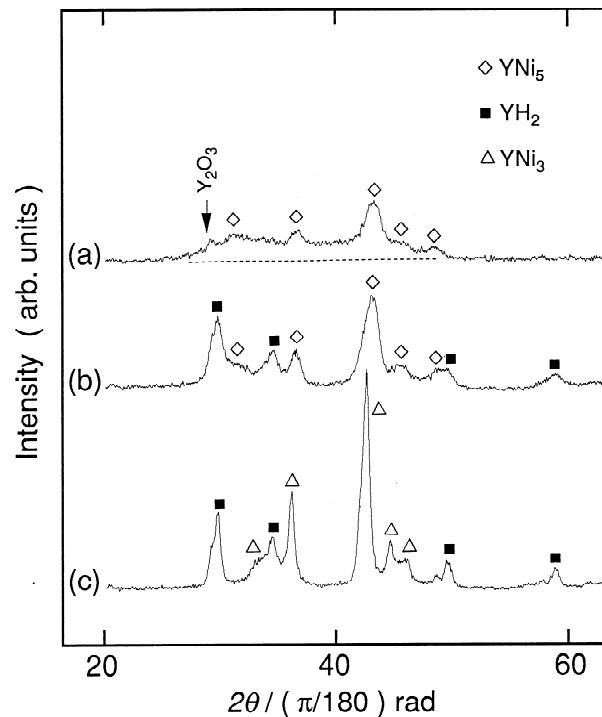 ◇ YNi₅
■ YH₂
△ YNi₃
Y₂O₃
(a)
(b)
(c)
Intensity ( arb. units)
20 40 60
2θ / ( π/180 ) rad